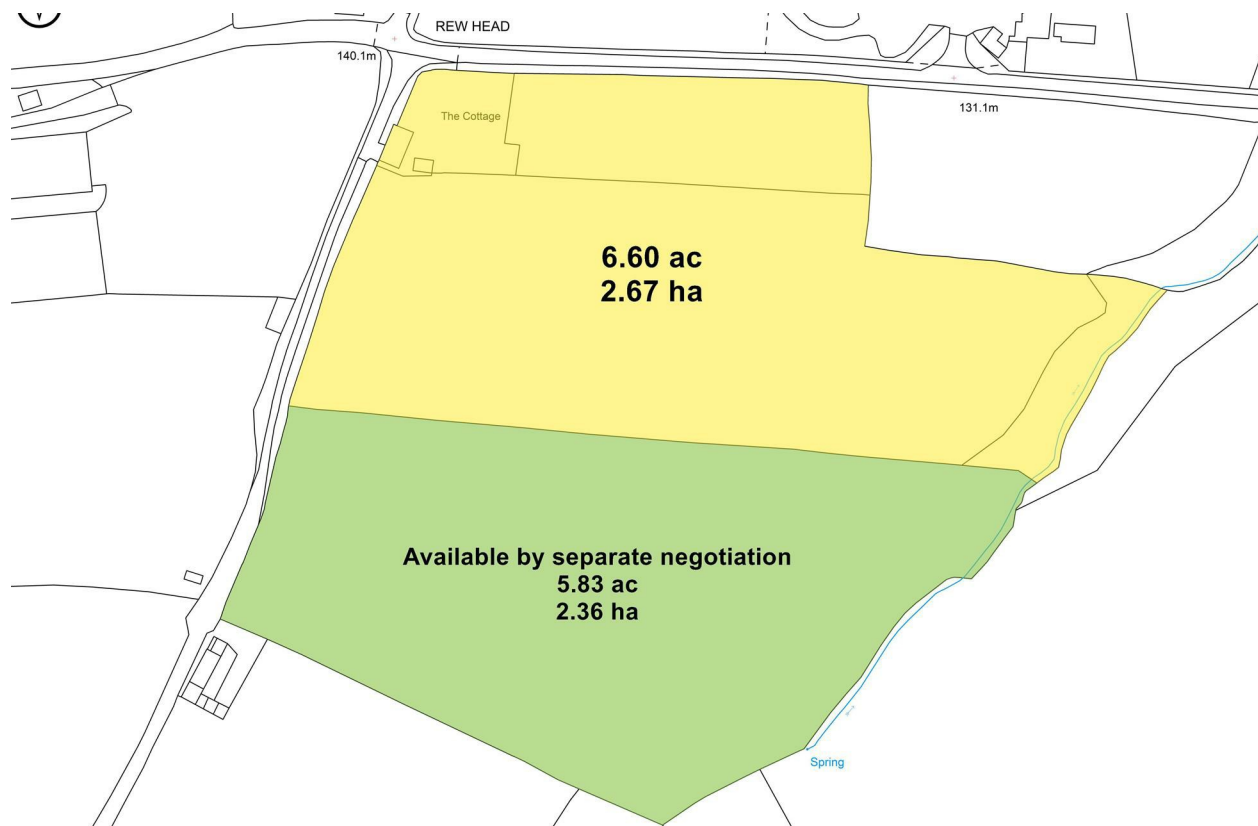 REW HEAD
140.1m
131.1m
The Cottage
6.60 ac
2.67 ha
Available by separate negotiation
5.83 ac
2.36 ha
Spring